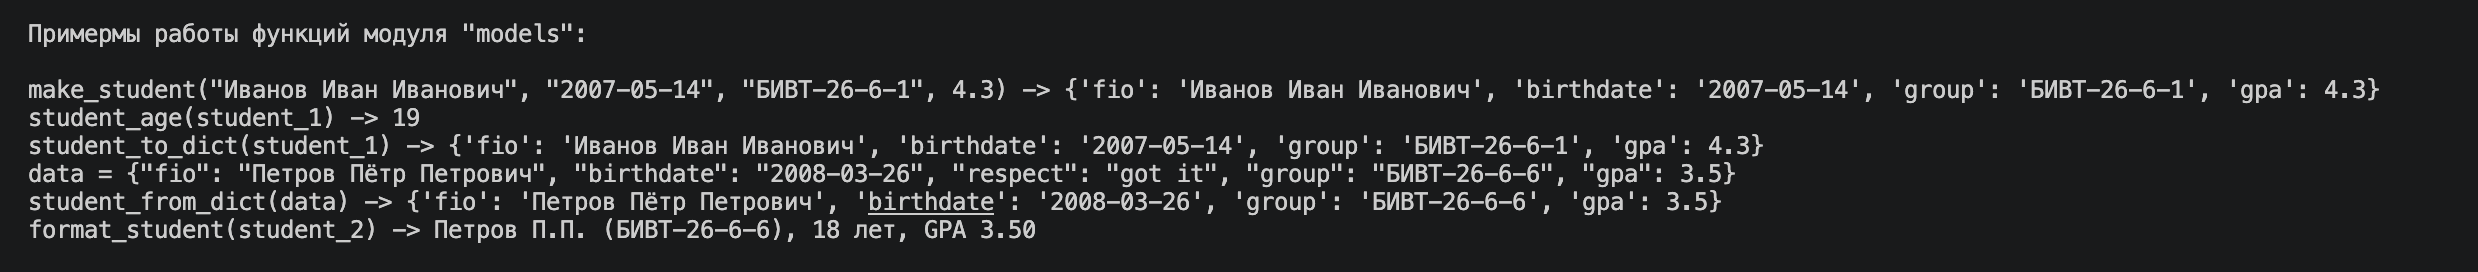 Примермы работы функций модуля "models":
make_student("Иванов Иван Иванович", "2007-05-14", "БИВТ-26-6-1", 4.3) -> {'fio': 'Иванов Иван Иванович', 'birthdate': '2007-05-14', 'group': 'БИВТ-26-6-1', 'gpa': 4.3}
student_age(student_1) -> 19
student_to_dict(student_1) -> {'fio': 'Иванов Иван Иванович', 'birthdate': '2007-05-14', 'group': 'БИВТ-26-6-1', 'gpa': 4.3}
data = {"fio": "Петров Пётр Петрович", "birthdate": "2008-03-26", "respect": "got it", "group": "БИВТ-26-6-6", "gpa": 3.5}
student_from_dict(data) -> {'fio': 'Петров Пётр Петрович', 'birthdate': '2008-03-26', 'group': 'БИВТ-26-6-6', 'gpa': 3.5}
format_student(student_2) -> Петров П.П. (БИВТ-26-6-6), 18 лет, GPA 3.50